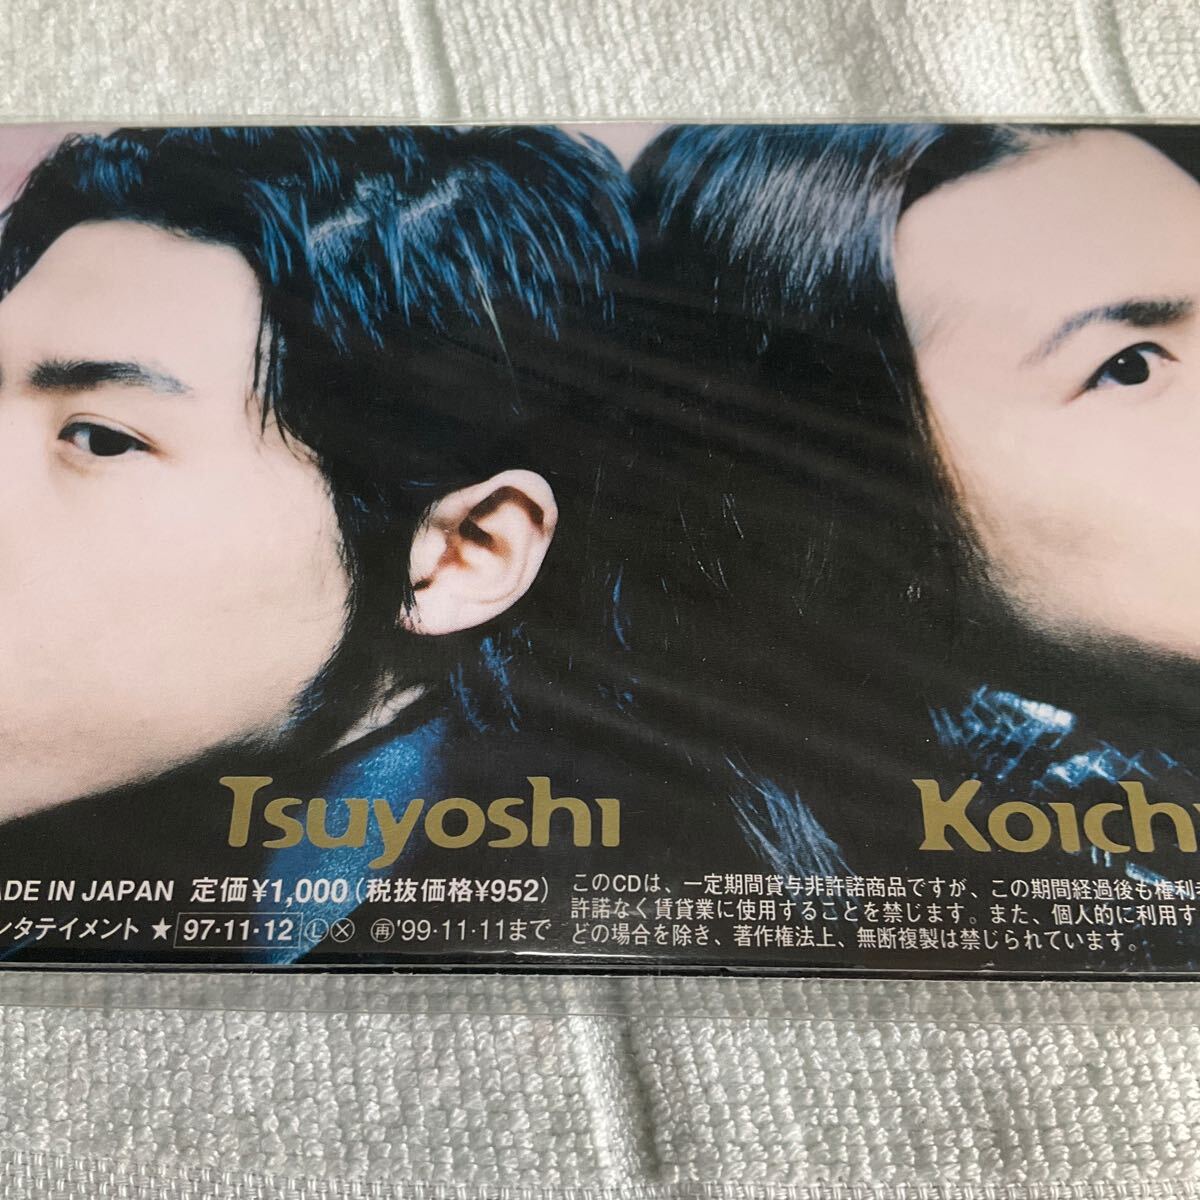 Tsuyoshi Koichi
ADE IN JAPAN 定価¥1,000(税抜価格¥952)
ンタテイメント ★ 97・11・12 Ⓛ Ⓧ ㊢'99・11・11まで
このCDは、一定期間貸与非許諾商品ですが、この期間経過後も権利者
許諾なく賃貸業に使用することを禁じます。また、個人的に利用す
どの場合を除き、著作権法上、無断複製は禁じられています。